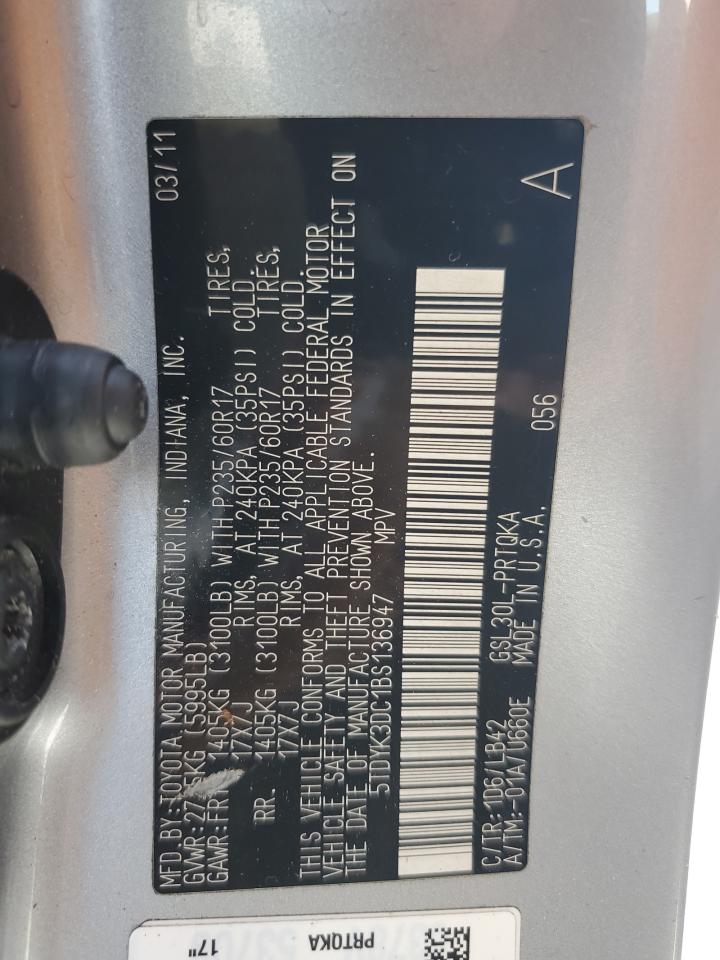 MFD.BY:TOYOTA MOTOR MANUFACTURING, INDIANA, INC. 03/11
GVWR:2715KG (5995LB)
GAWR:FR. 1405KG (3100LB) WITH P235/60R17 TIRES,
17X7J RIMS, AT 240KPA (35PSI) COLD.
RR. 1405KG (3100LB) WITH P235/60R17 TIRES,
17X7J RIMS, AT 240KPA (35PSI) COLD.
THIS VEHICLE CONFORMS TO ALL APPLICABLE FEDERAL MOTOR
VEHICLE SAFETY AND THEFT PREVENTION STANDARDS IN EFFECT ON
THE DATE OF MANUFACTURE SHOWN ABOVE.
5TDYK3DC1BS136947 MPV
C/TR:1D6/LB42 GSL30L-PRTQKA
A/TM:-01A/U660E MADE IN U.S.A. 056
A
PRTQKA
17"